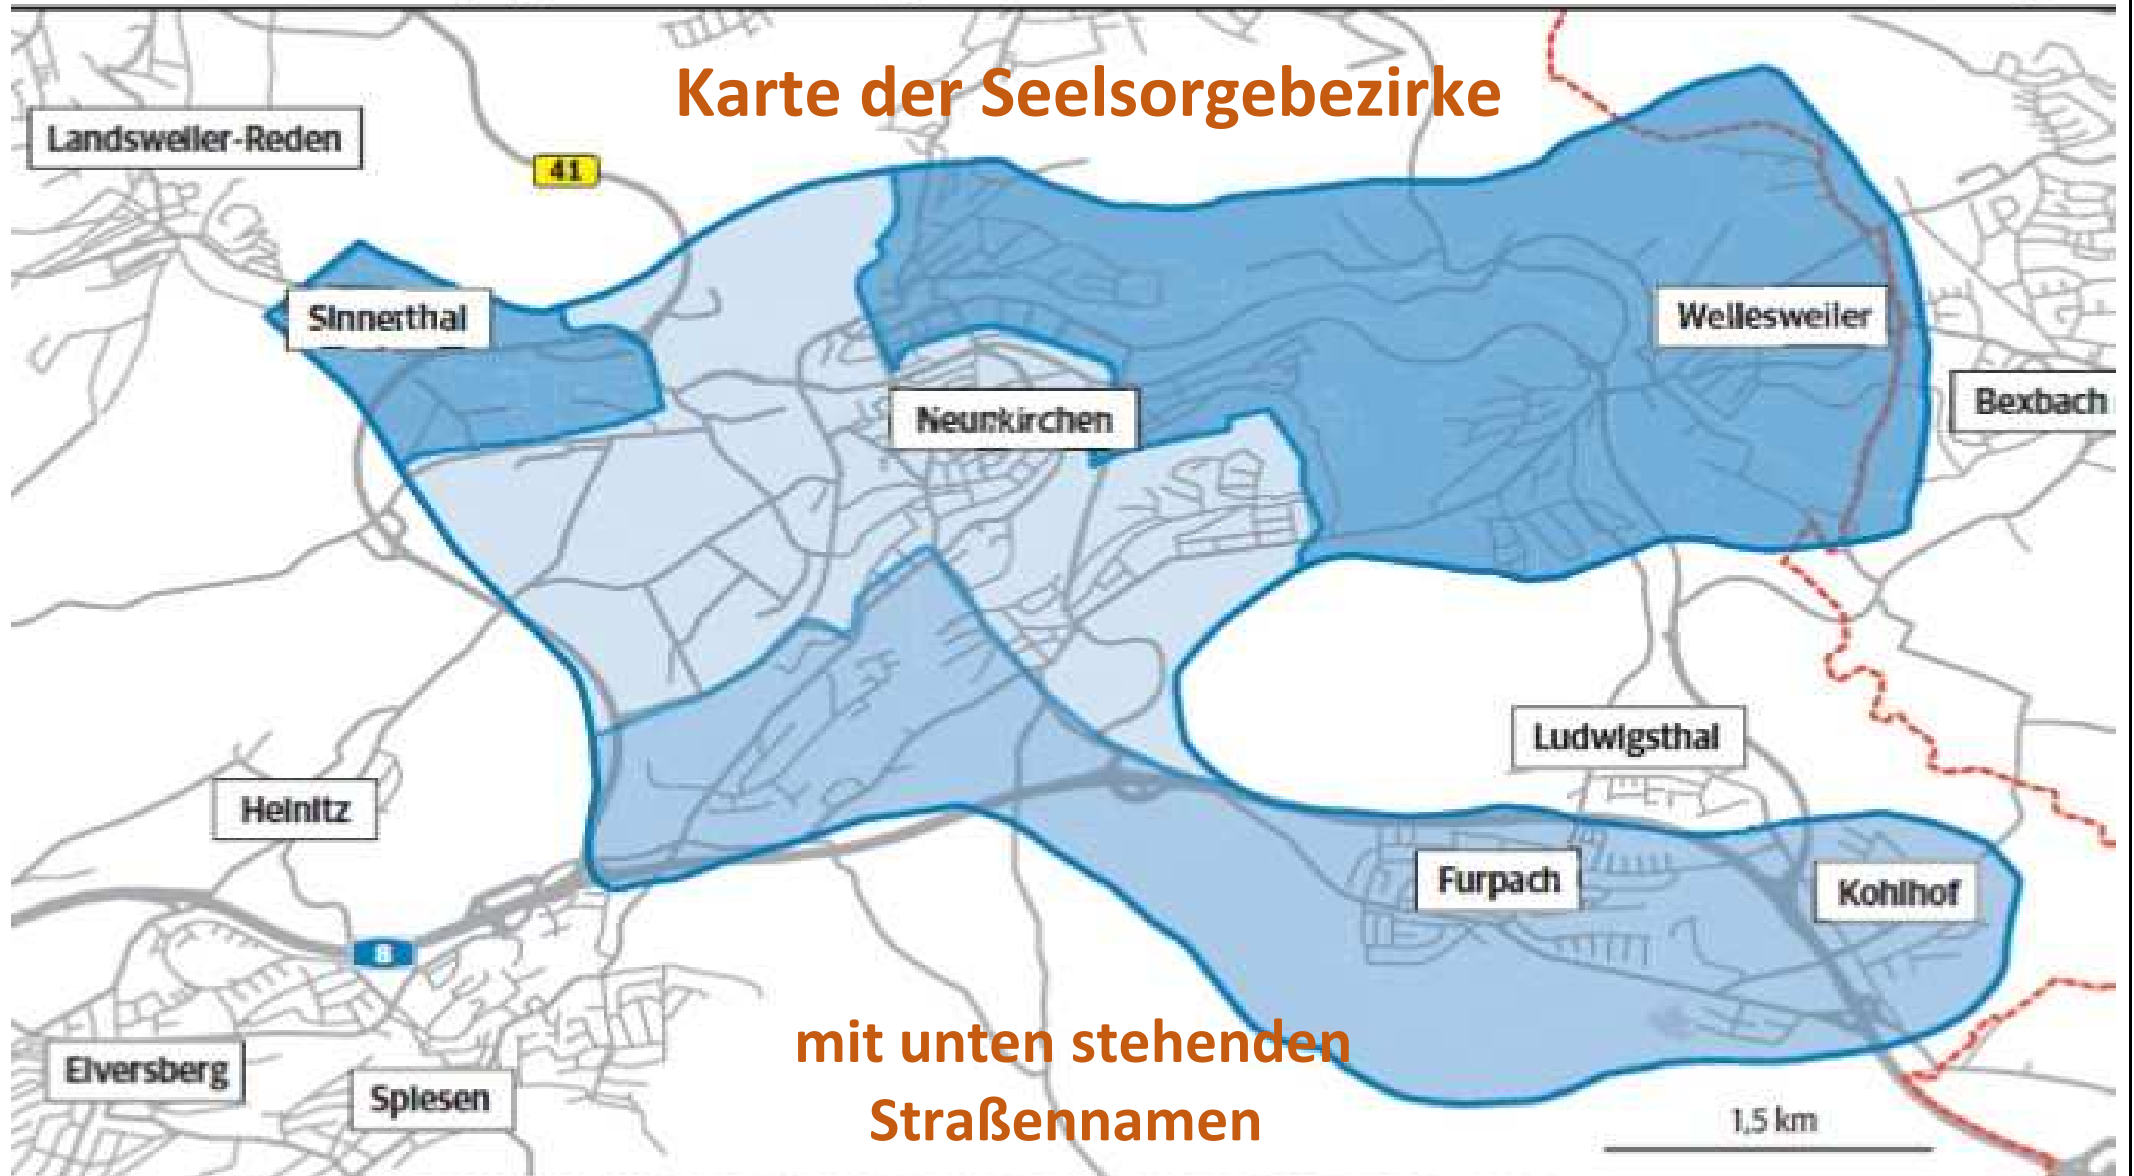 Karte der Seelsorgebezirke
Landsweiler-Reden
41
Sinnerthal
Wellesweiler
Bexbach
Neunkirchen
Ludwigsthal
Heinitz
Furpach
Kohlhof
8
mit unten stehenden
Elversberg
Spiesen
Straßennamen
1,5 km